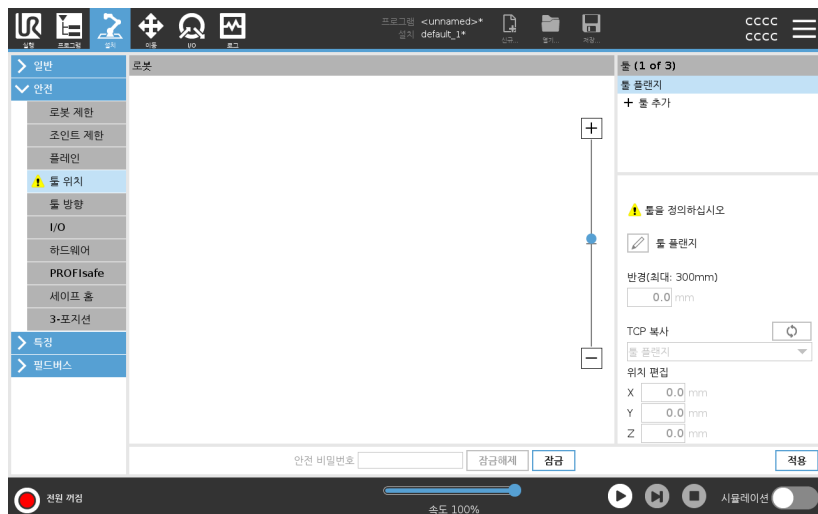 UR
실행
프로그램
설치
이동
I/O
로그
프로그램 <unnamed>*
설치 default_1*
신규...
열기...
저장...
cccc
cccc
일반
안전
로봇 제한
조인트 제한
플레인
툴 위치
툴 방향
I/O
하드웨어
PROFIsafe
세이프 홈
3-포지션
특징
필드버스
로봇
툴 (1 of 3)
툴 플랜지
+ 툴 추가
툴을 정의하십시오
툴 플랜지
반경(최대: 300mm)
0.0 mm
TCP 복사
툴 플랜지
위치 편집
X 0.0 mm
Y 0.0 mm
Z 0.0 mm
안전 비밀번호
잠금해제
잠금
적용
전원 꺼짐
속도 100%
시뮬레이션